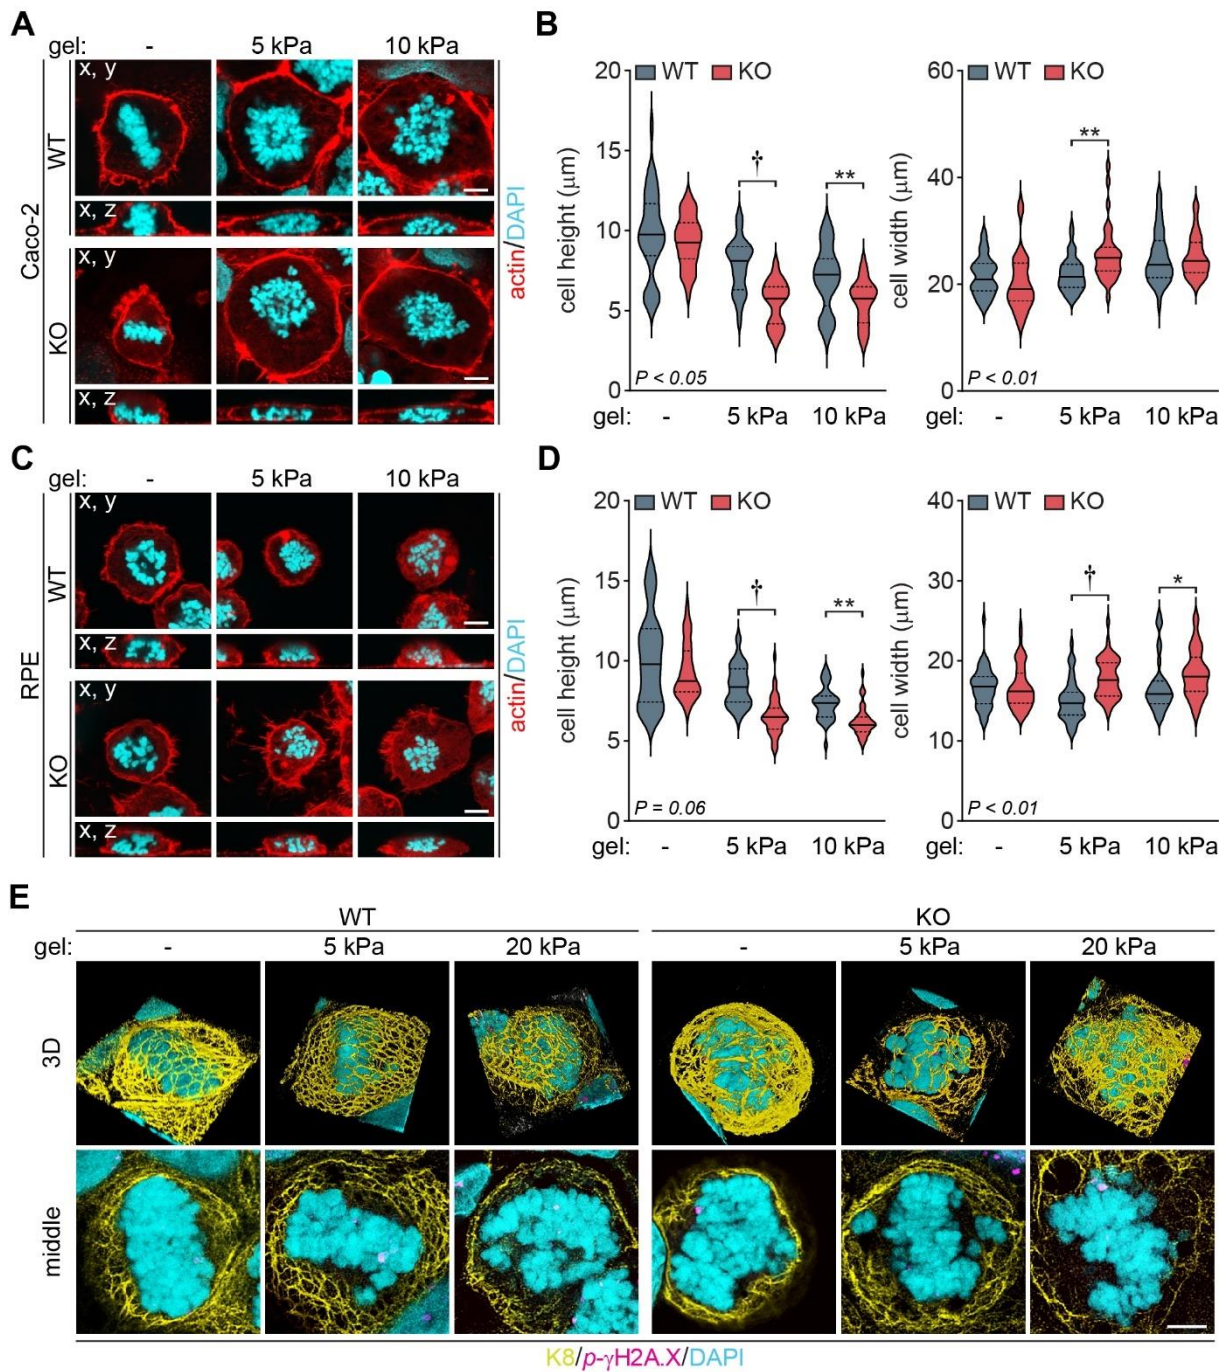 A
gel: - 5 kPa 10 kPa
Caco-2
WT
x, y
x, z
KO
x, y
x, z
actin/DAPI
B
WT KO
cell height (μm)
20
15
10
5
0
†
**
P < 0.05
gel: - 5 kPa 10 kPa
WT KO
cell width (μm)
60
40
20
0
**
P < 0.01
- 5 kPa 10 kPa
C
gel: - 5 kPa 10 kPa
RPE
WT
x, y
x, z
KO
x, y
x, z
actin/DAPI
D
WT KO
cell height (μm)
20
15
10
5
0
†
**
P = 0.06
gel: - 5 kPa 10 kPa
WT KO
cell width (μm)
40
30
20
10
0
†
*
P < 0.01
gel: - 5 kPa 10 kPa
E
WT KO
gel: - 5 kPa 20 kPa - 5 kPa 20 kPa
3D
middle
K8/p-γH2A.X/DAPI